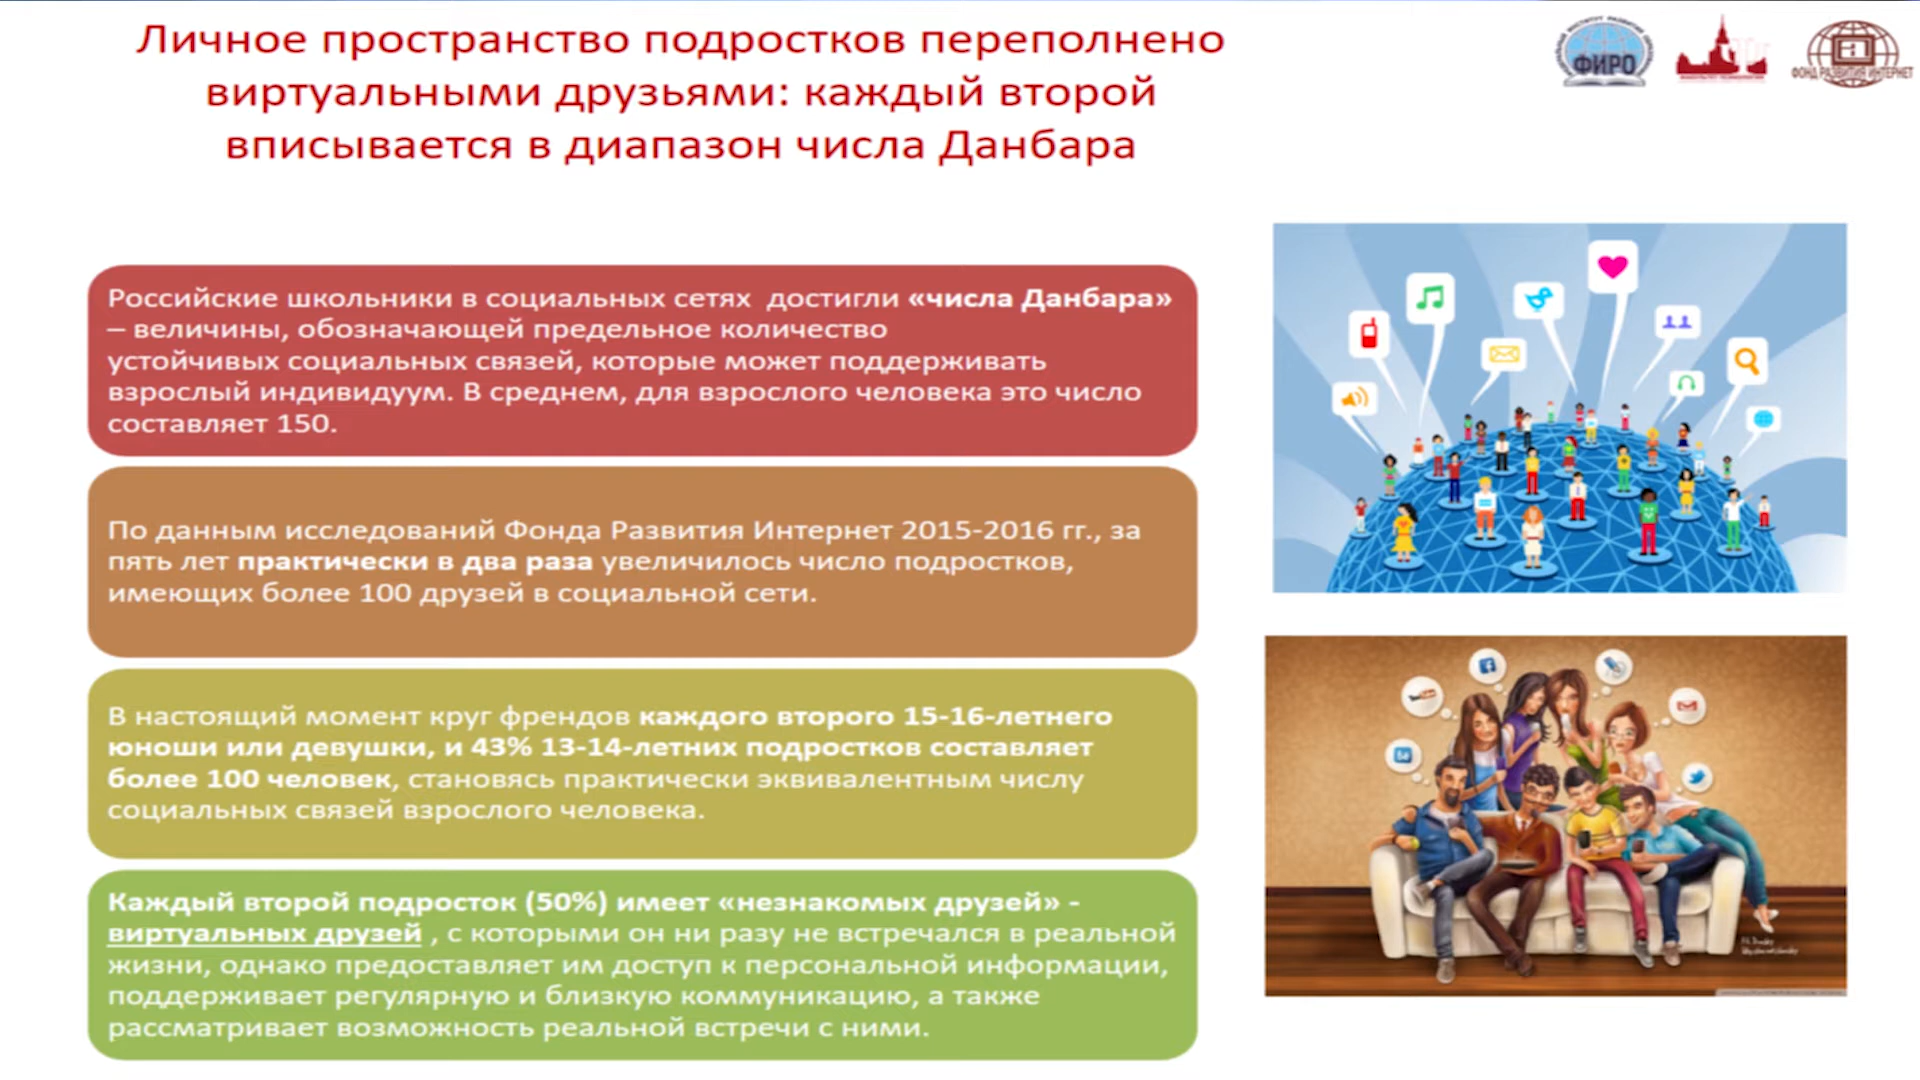 Личное пространство подростков переполнено
виртуальными друзьями: каждый второй
вписывается в диапазон числа Данбара
ФИРО
ФОНД РАЗВИТИЯ ИНТЕРНЕТ
Российские школьники в социальных сетях достигли «числа Данбара»
– величины, обозначающей предельное количество
устойчивых социальных связей, которые может поддерживать
взрослый индивидуум. В среднем, для взрослого человека это число
составляет 150.
По данным исследований Фонда Развития Интернет 2015-2016 гг., за
пять лет практически в два раза увеличилось число подростков,
имеющих более 100 друзей в социальной сети.
В настоящий момент круг френдов каждого второго 15-16-летнего
юноши или девушки, и 43% 13-14-летних подростков составляет
более 100 человек, становясь практически эквивалентным числу
социальных связей взрослого человека.
Каждый второй подросток (50%) имеет «незнакомых друзей» -
виртуальных друзей , с которыми он ни разу не встречался в реальной
жизни, однако предоставляет им доступ к персональной информации,
поддерживает регулярную и близкую коммуникацию, а также
рассматривает возможность реальной встречи с ними.